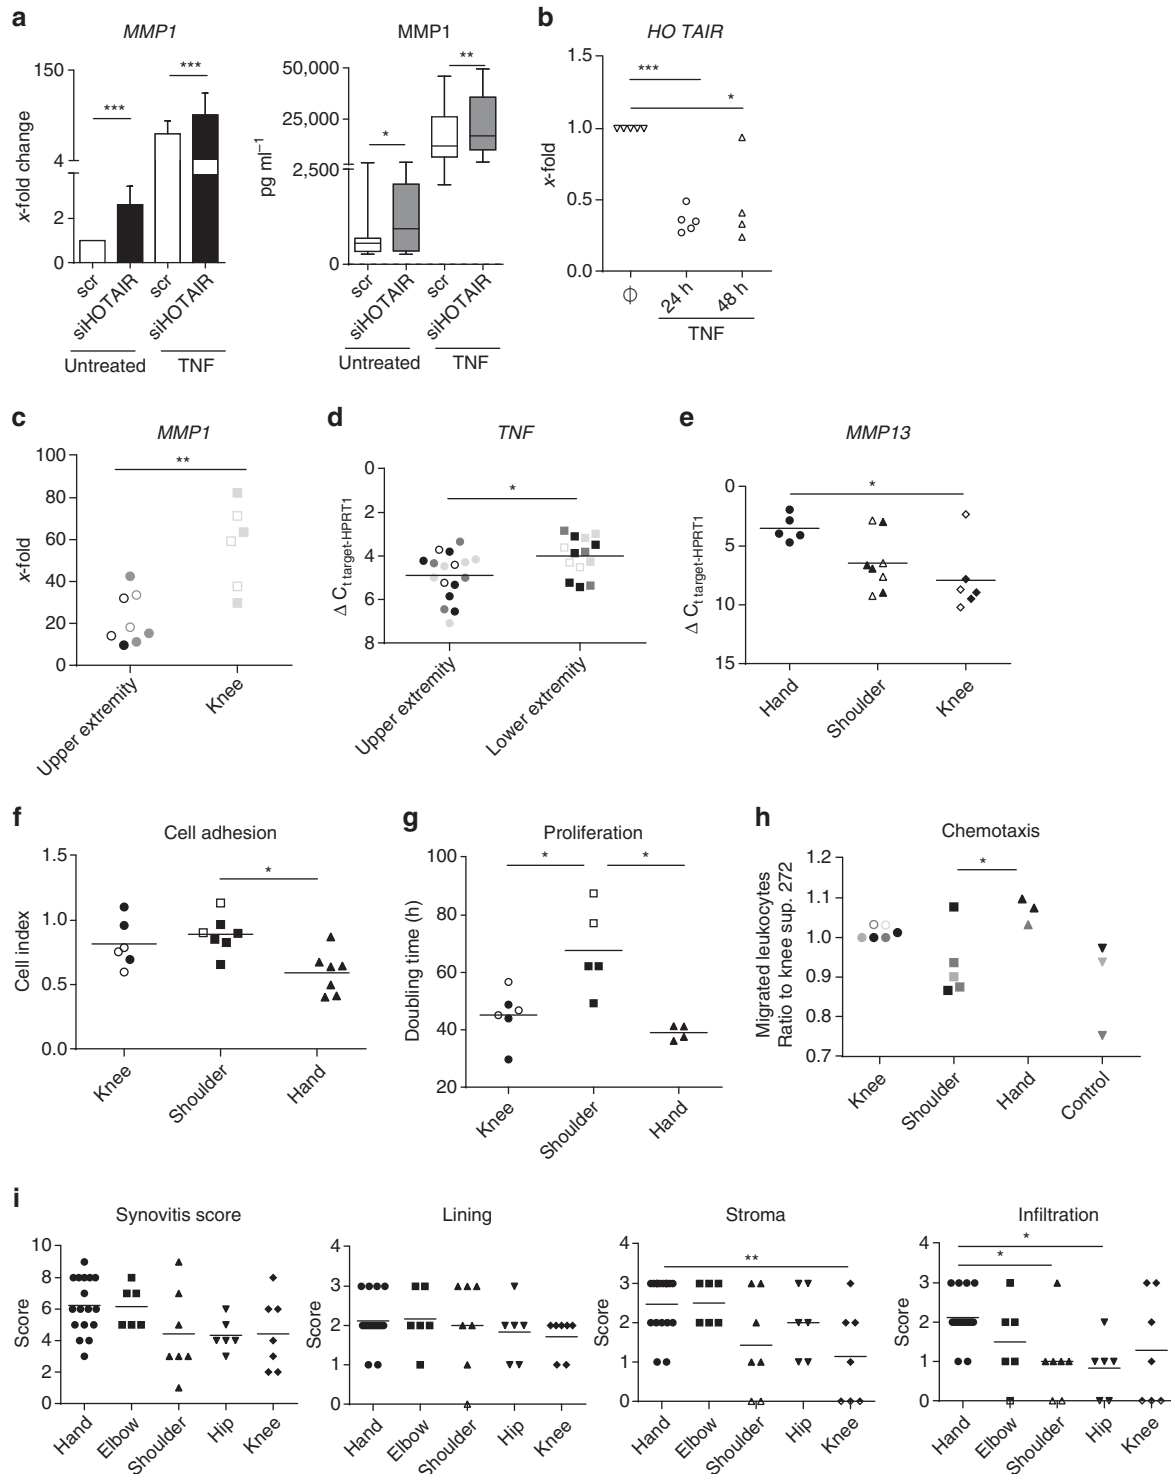 a
MMP1
150
4
2
0
x-fold change
***
***
scr
siHOTAIR
scr
siHOTAIR
Untreated
TNF
MMP1
50,000
25,000
2,500
0
pg ml⁻¹
*
**
scr
siHOTAIR
scr
siHOTAIR
Untreated
TNF
b
HO TAIR
1.5
1.0
0.5
0.0
x-fold
***
*
24 h
48 h
TNF
c
MMP1
100
80
60
40
20
0
x-fold
**
Upper extremity
Knee
d
TNF
0
2
4
6
8
Δ Ct target-HPRT1
*
Upper extremity
Lower extremity
e
MMP13
0
5
10
15
Δ Ct target-HPRT1
*
Hand
Shoulder
Knee
f
Cell adhesion
1.5
1.0
0.5
0.0
Cell index
*
Knee
Shoulder
Hand
g
Proliferation
100
80
60
40
20
Doubling time (h)
*
*
Knee
Shoulder
Hand
h
Chemotaxis
1.2
1.1
1.0
0.9
0.8
0.7
Migrated leukocytes
Ratio to knee sup. 272
*
Knee
Shoulder
Hand
Control
i
Synovitis score
10
8
6
4
2
0
Score
Hand
Elbow
Shoulder
Hip
Knee
Lining
4
3
2
1
0
Score
Hand
Elbow
Shoulder
Hip
Knee
Stroma
4
3
2
1
0
Score
**
Hand
Elbow
Shoulder
Hip
Knee
Infiltration
4
3
2
1
0
Score
*
*
Hand
Elbow
Shoulder
Hip
Knee